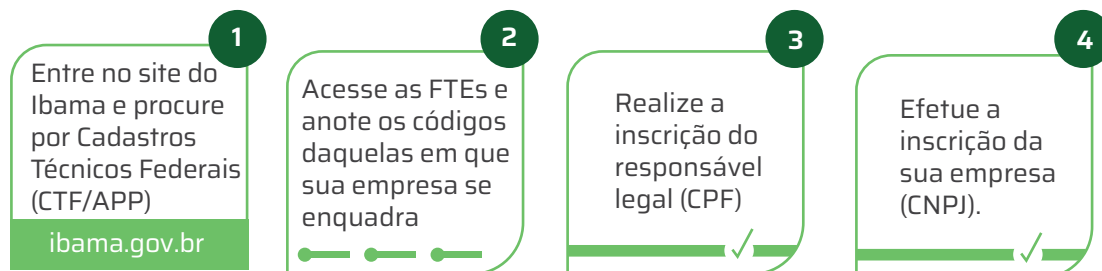 1
Entre no site do
Ibama e procure
por Cadastros
Técnicos Federais
(CTF/APP)
ibama.gov.br
2
Acesse as FTEs e
anote os códigos
daquelas em que
sua empresa se
enquadra
3
Realize a
inscrição do
responsável
legal (CPF)
4
Efetue a
inscrição da
sua empresa
(CNPJ).